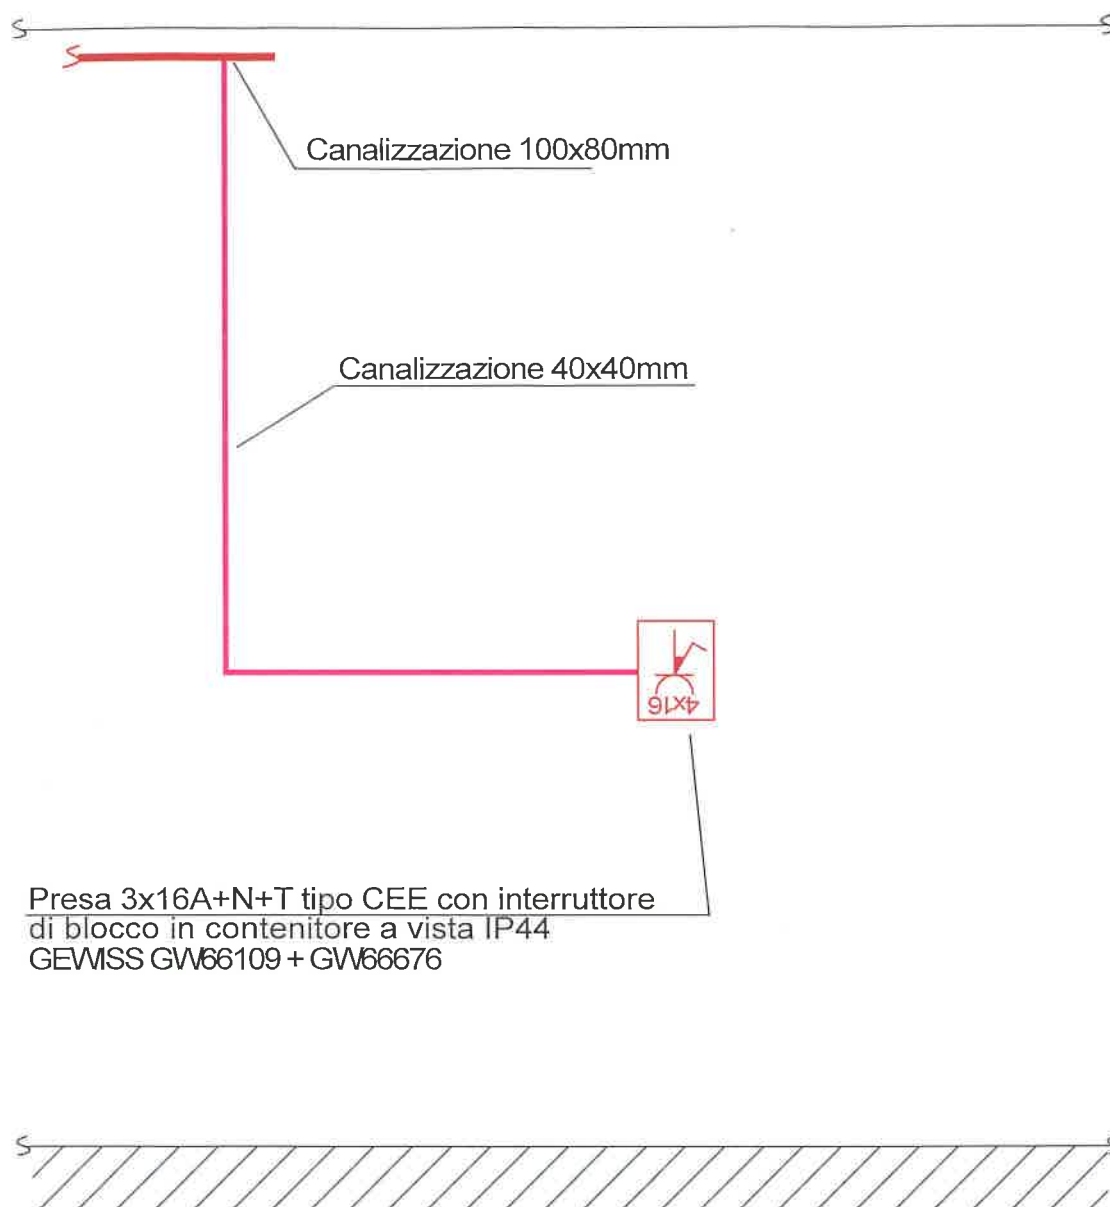 Canalizzazione 100x80mm
Canalizzazione 40x40mm
4x16
Presa 3x16A+N+T tipo CEE con interruttore
di blocco in contenitore a vista IP44
GEWISS GW66109 + GW66676